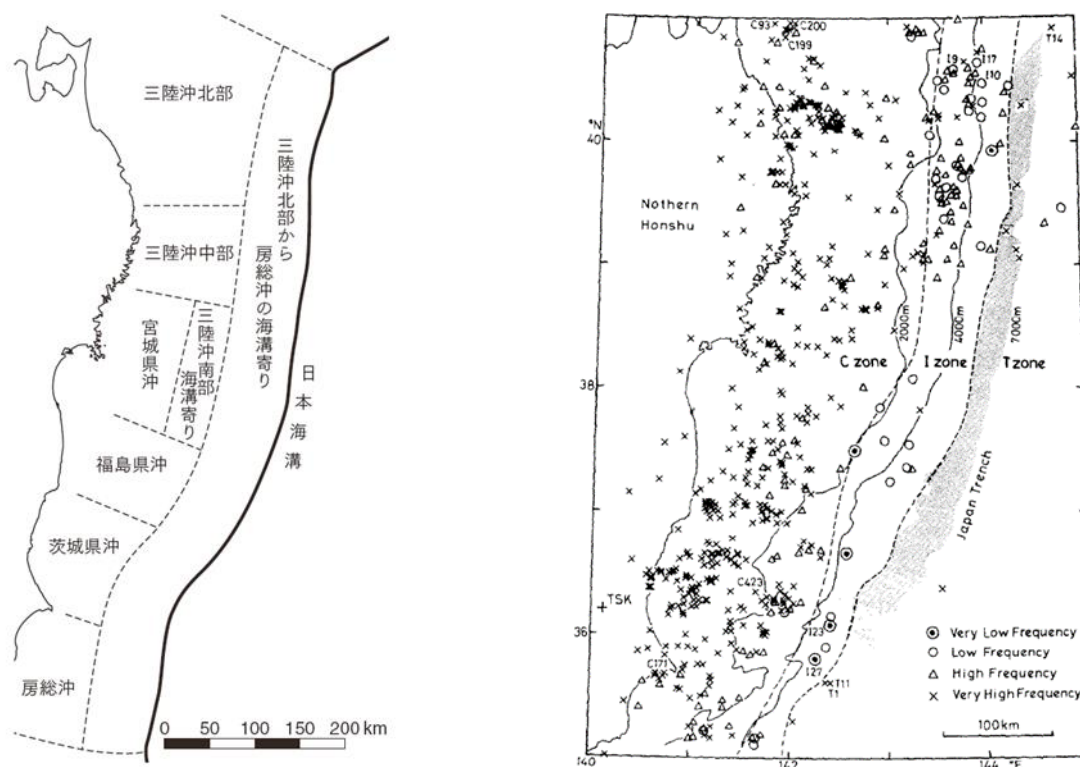 三陸沖北部
三陸沖北部から
房総沖の海溝寄り
三陸沖中部
宮城県沖
三陸沖南部
海溝寄り
日本海溝
福島県沖
茨城県沖
房総沖
0 50 100 150 200 km
C93
C200
C199
T14
I9
I17
I10
°N
40
Nothern
Honshu
2000m
4000m
7000m
C zone
I zone
T zone
38
Japan Trench
C423
TSK
36
I23
I27
C171
T11
T1
Very Low Frequency
Low Frequency
High Frequency
Very High Frequency
100km
140
142
144
°E